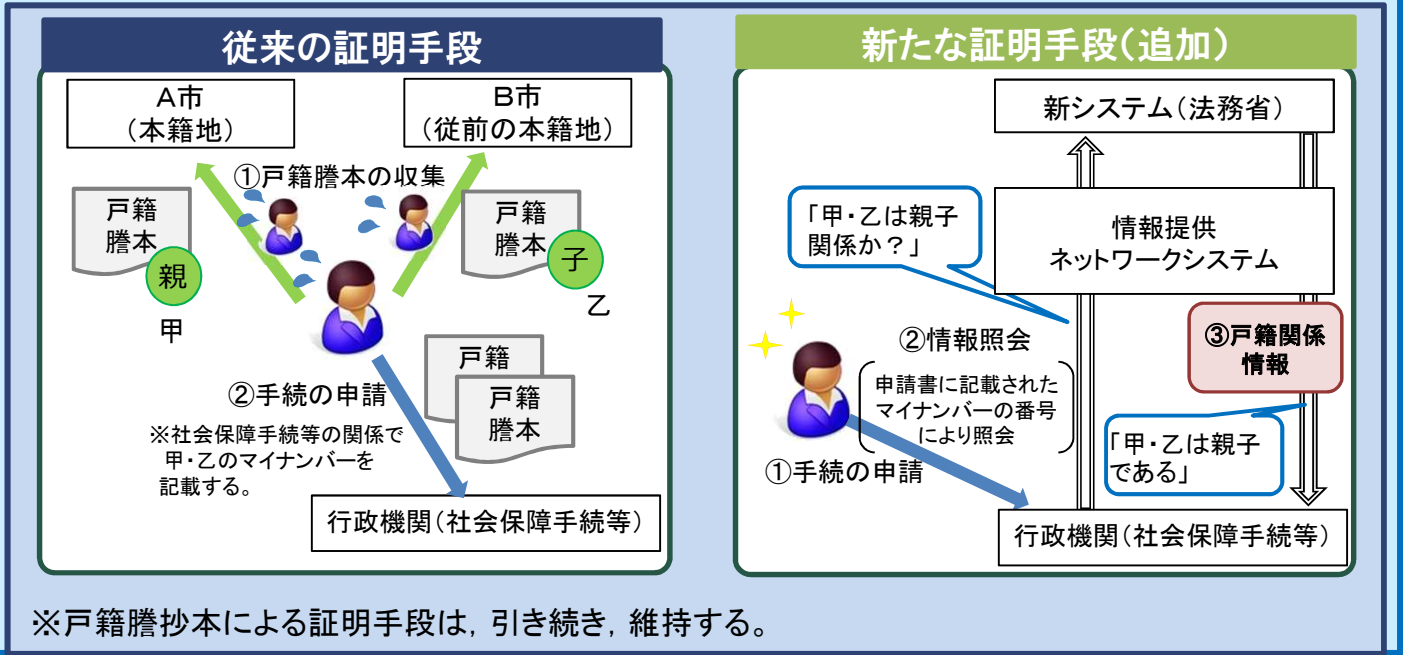 従来の証明手段
A市
(本籍地)
B市
(従前の本籍地)
①戸籍謄本の収集
戸籍
謄本
親
甲
戸籍
謄本
子
乙
②手続の申請
※社会保障手続等の関係で
甲・乙のマイナンバーを
記載する。
戸籍
戸籍
謄本
行政機関(社会保障手続等)
新たな証明手段(追加)
新システム(法務省)
「甲・乙は親子
関係か?」
情報提供
ネットワークシステム
②情報照会
申請書に記載された
マイナンバーの番号
により照会
③戸籍関係
情報
①手続の申請
「甲・乙は親子
である」
行政機関(社会保障手続等)
※戸籍謄抄本による証明手段は,引き続き,維持する。